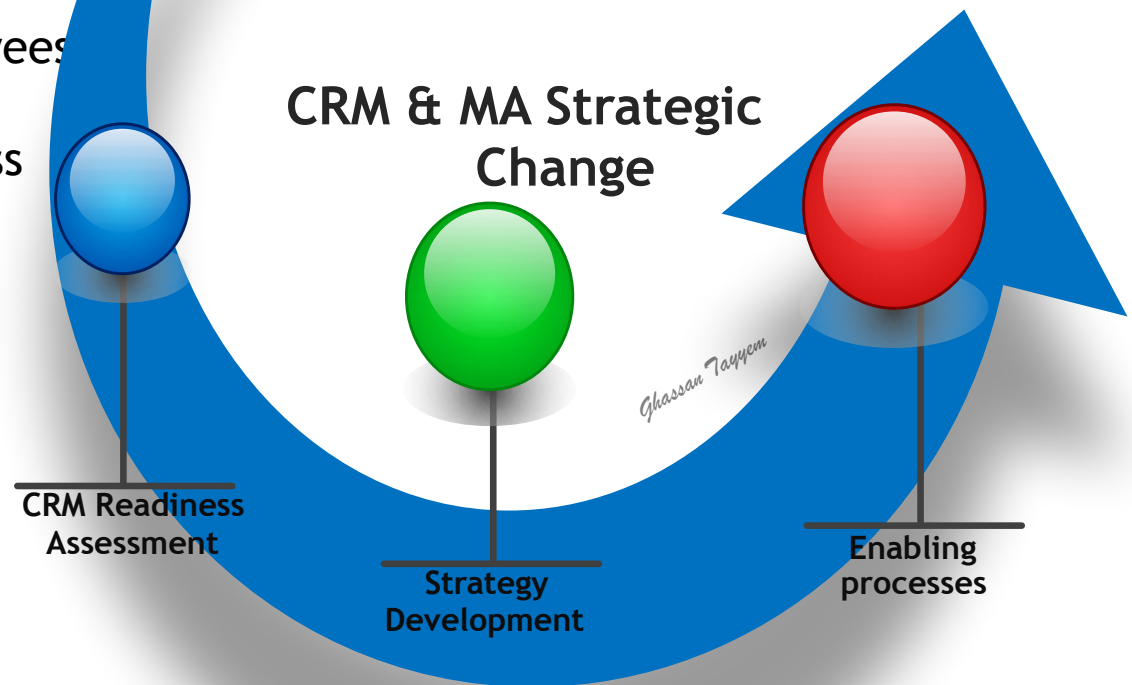 CRM & MA Strategic
Change
Ghassan Tayyem
CRM Readiness
Assessment
Strategy
Development
Enabling
processes